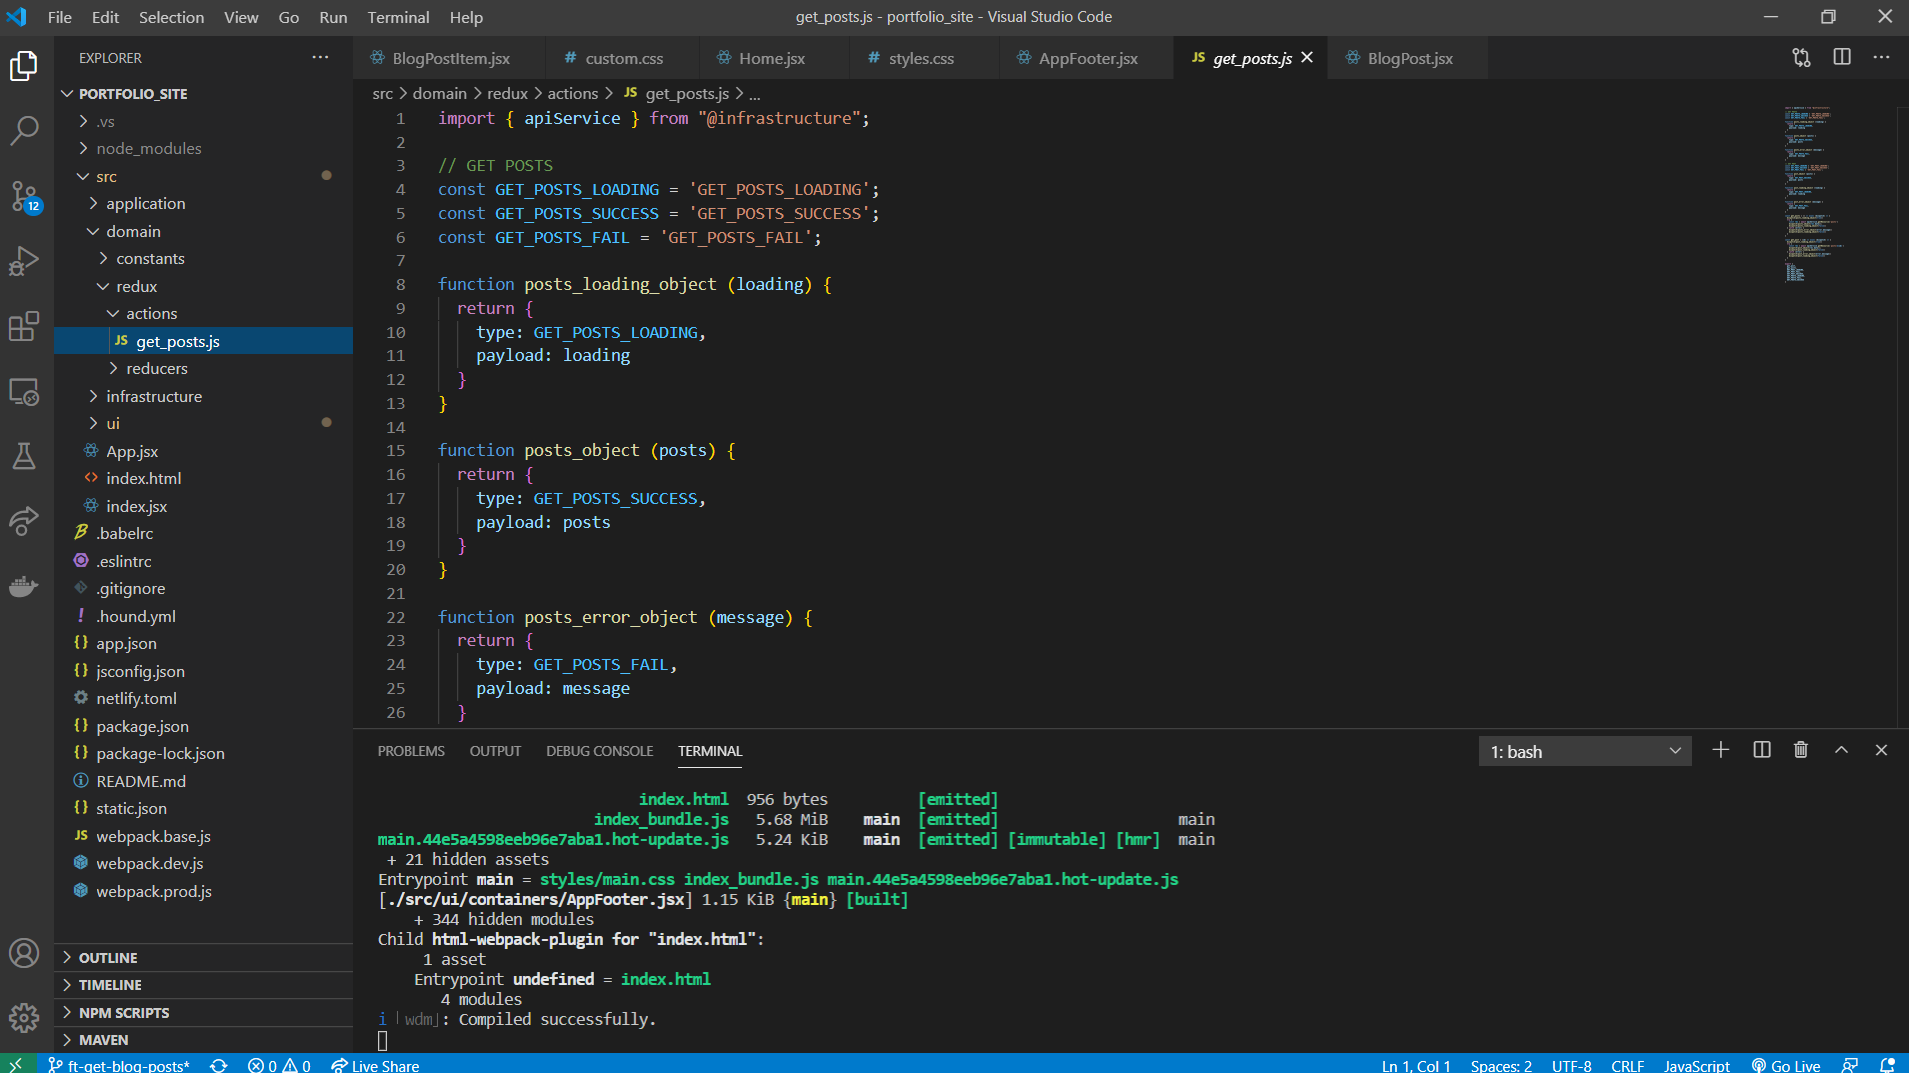 File Edit Selection View Go Run Terminal Help
get_posts.js - portfolio_site - Visual Studio Code
EXPLORER
PORTFOLIO_SITE
.vs
node_modules
src
application
domain
constants
redux
actions
JS get_posts.js
reducers
infrastructure
ui
App.jsx
<> index.html
index.jsx
.babelrc
.eslintrc
.gitignore
! .hound.yml
{} app.json
{} jsconfig.json
netlify.toml
{} package.json
{} package-lock.json
README.md
{} static.json
JS webpack.base.js
webpack.dev.js
webpack.prod.js
OUTLINE
TIMELINE
NPM SCRIPTS
MAVEN
12
BlogPostItem.jsx # custom.css Home.jsx # styles.css AppFooter.jsx JS get_posts.js BlogPost.jsx
src > domain > redux > actions > JS get_posts.js > ...
1 import { apiService } from "@infrastructure";
2
3 // GET POSTS
4 const GET_POSTS_LOADING = 'GET_POSTS_LOADING';
5 const GET_POSTS_SUCCESS = 'GET_POSTS_SUCCESS';
6 const GET_POSTS_FAIL = 'GET_POSTS_FAIL';
7
8 function posts_loading_object (loading) {
9 return {
10 type: GET_POSTS_LOADING,
11 payload: loading
12 }
13 }
14
15 function posts_object (posts) {
16 return {
17 type: GET_POSTS_SUCCESS,
18 payload: posts
19 }
20 }
21
22 function posts_error_object (message) {
23 return {
24 type: GET_POSTS_FAIL,
25 payload: message
26 }
PROBLEMS OUTPUT DEBUG CONSOLE TERMINAL 1: bash
index.html 956 bytes [emitted]
index_bundle.js 5.68 MiB main [emitted] main
main.44e5a4598eeb96e7aba1.hot-update.js 5.24 KiB main [emitted] [immutable] [hmr] main
+ 21 hidden assets
Entrypoint main = styles/main.css index_bundle.js main.44e5a4598eeb96e7aba1.hot-update.js
[./src/ui/containers/AppFooter.jsx] 1.15 KiB {main} [built]
+ 344 hidden modules
Child html-webpack-plugin for "index.html":
1 asset
Entrypoint undefined = index.html
4 modules
i ｢wdm｣: Compiled successfully.
ft-get-blog-posts* 0 0 Live Share Ln 1, Col 1 Spaces: 2 UTF-8 CRLF JavaScript Go Live